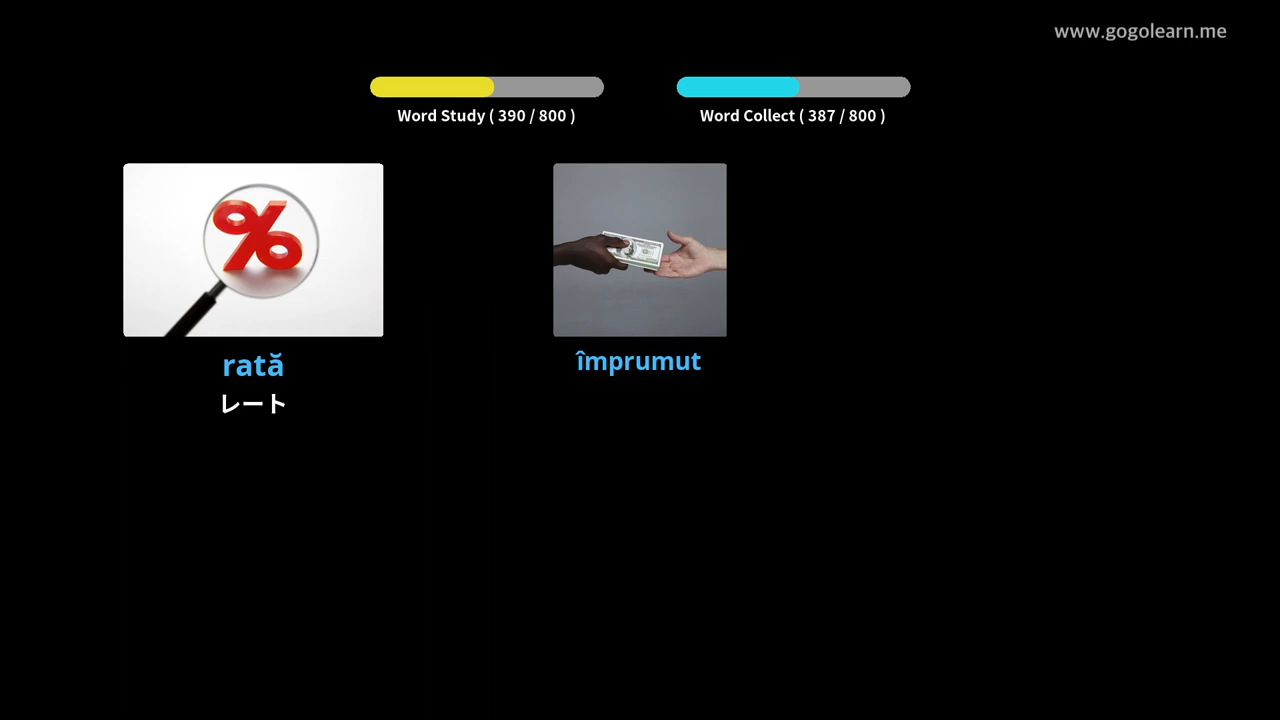 www.gogolearn.me
Word Study ( 390 / 800 )
Word Collect ( 387 / 800 )
rată
レート
împrumut